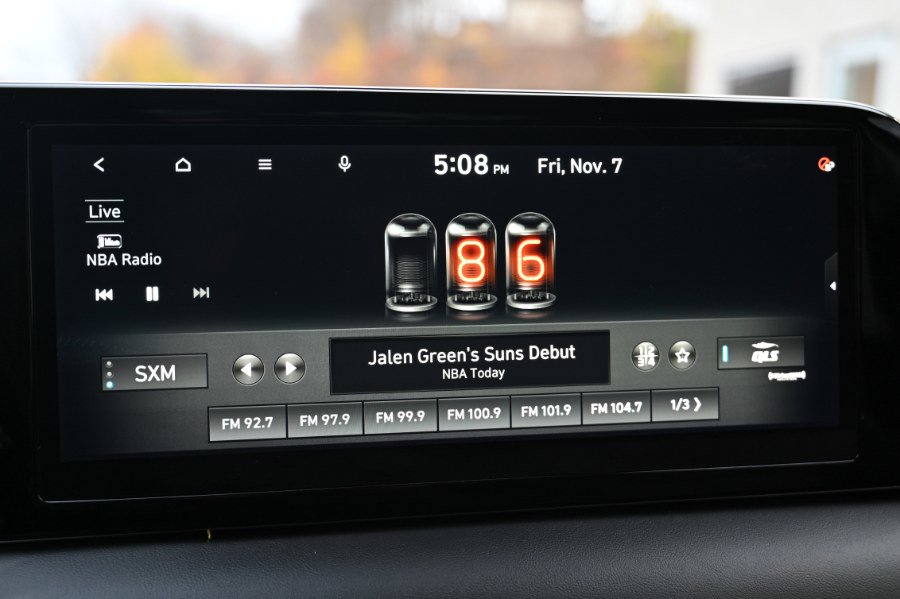 5:08 PM Fri, Nov. 7
Live
NBA Radio
86
SXM
Jalen Green's Suns Debut
NBA Today
QLS
FM 92.7 FM 97.9 FM 99.9 FM 100.9 FM 101.9 FM 104.7 1/3